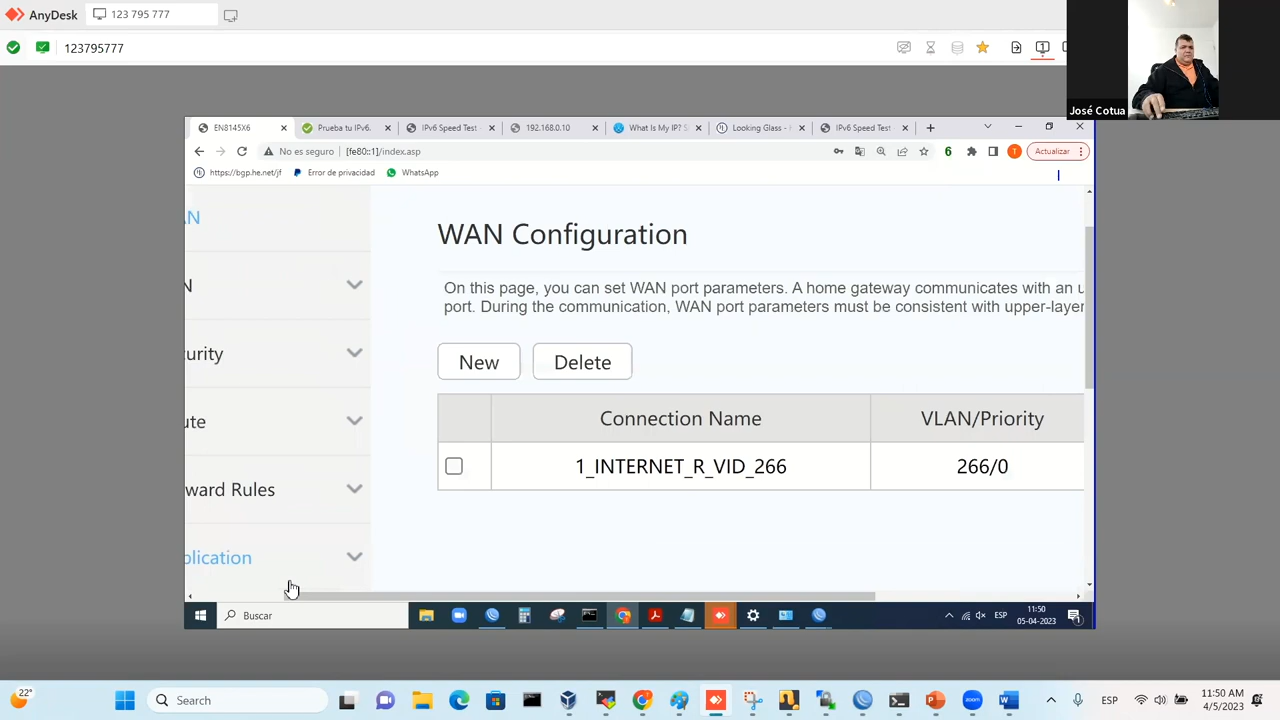 AnyDesk
123 795 777
123795777
José Cotua
EN8145X6
Prueba tu IPv6.
IPv6 Speed Test -
192.168.0.10
What Is My IP? S
Looking Glass -
IPv6 Speed Test
No es seguro
[fe80::1]/index.asp
6
T
Actualizar
https://bgp.he.net/jf
Error de privacidad
WhatsApp
AN
WAN Configuration
On this page, you can set WAN port parameters. A home gateway communicates with an u
port. During the communication, WAN port parameters must be consistent with upper-layer
N
curity
ute
ward Rules
plication
New
Delete
Connection Name
VLAN/Priority
1_INTERNET_R_VID_266
266/0
Buscar
ESP
11:50
05-04-2023
1
22°
Search
ESP
11:50 AM
4/5/2023